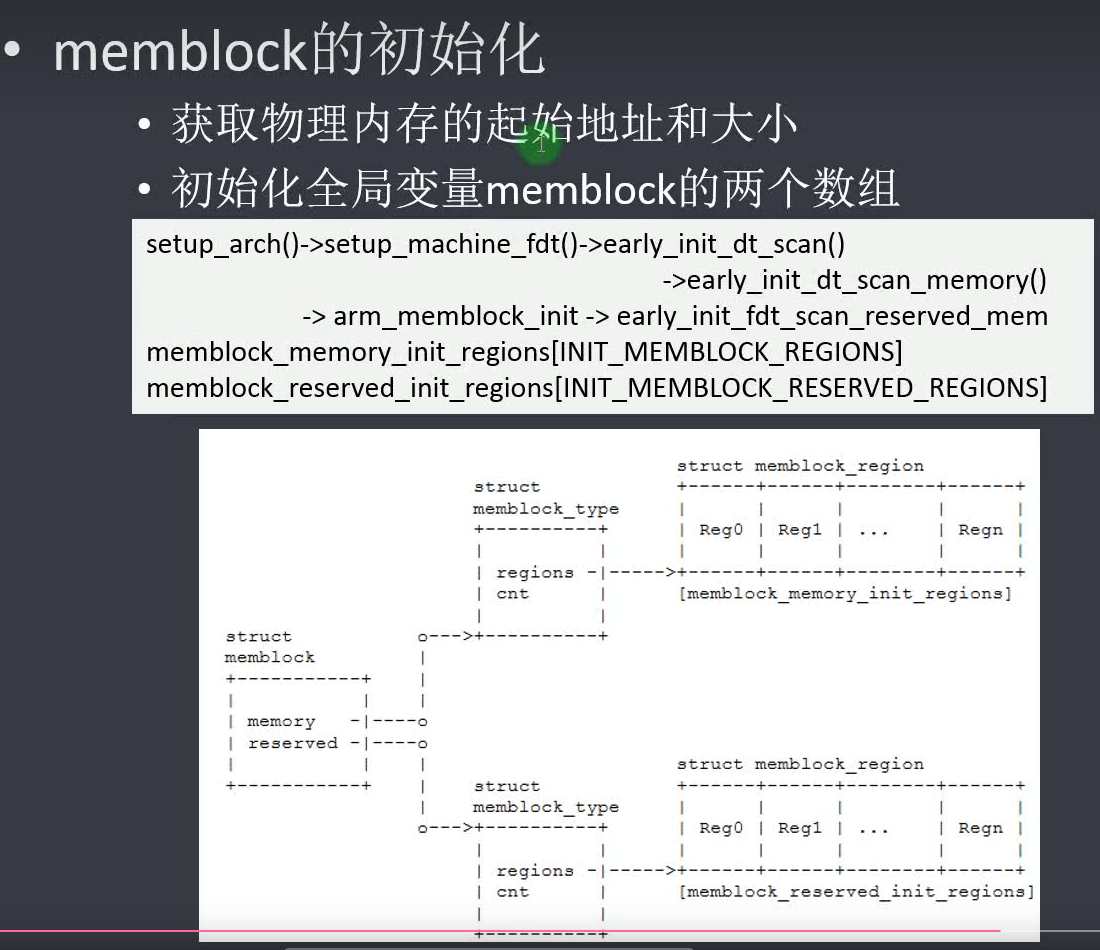 • memblock的初始化
• 获取物理内存的起始地址和大小
• 初始化全局变量memblock的两个数组
setup_arch()->setup_machine_fdt()->early_init_dt_scan()
->early_init_dt_scan_memory()
-> arm_memblock_init -> early_init_fdt_scan_reserved_mem
memblock_memory_init_regions[INIT_MEMBLOCK_REGIONS]
memblock_reserved_init_regions[INIT_MEMBLOCK_RESERVED_REGIONS]
struct memblock_region
struct
memblock_type
Reg0 | Reg1 | ... | Regn
regions
cnt
[memblock_memory_init_regions]
struct
memblock
memory
reserved
struct memblock_region
struct
memblock_type
Reg0 | Reg1 | ... | Regn
regions
cnt
[memblock_reserved_init_regions]